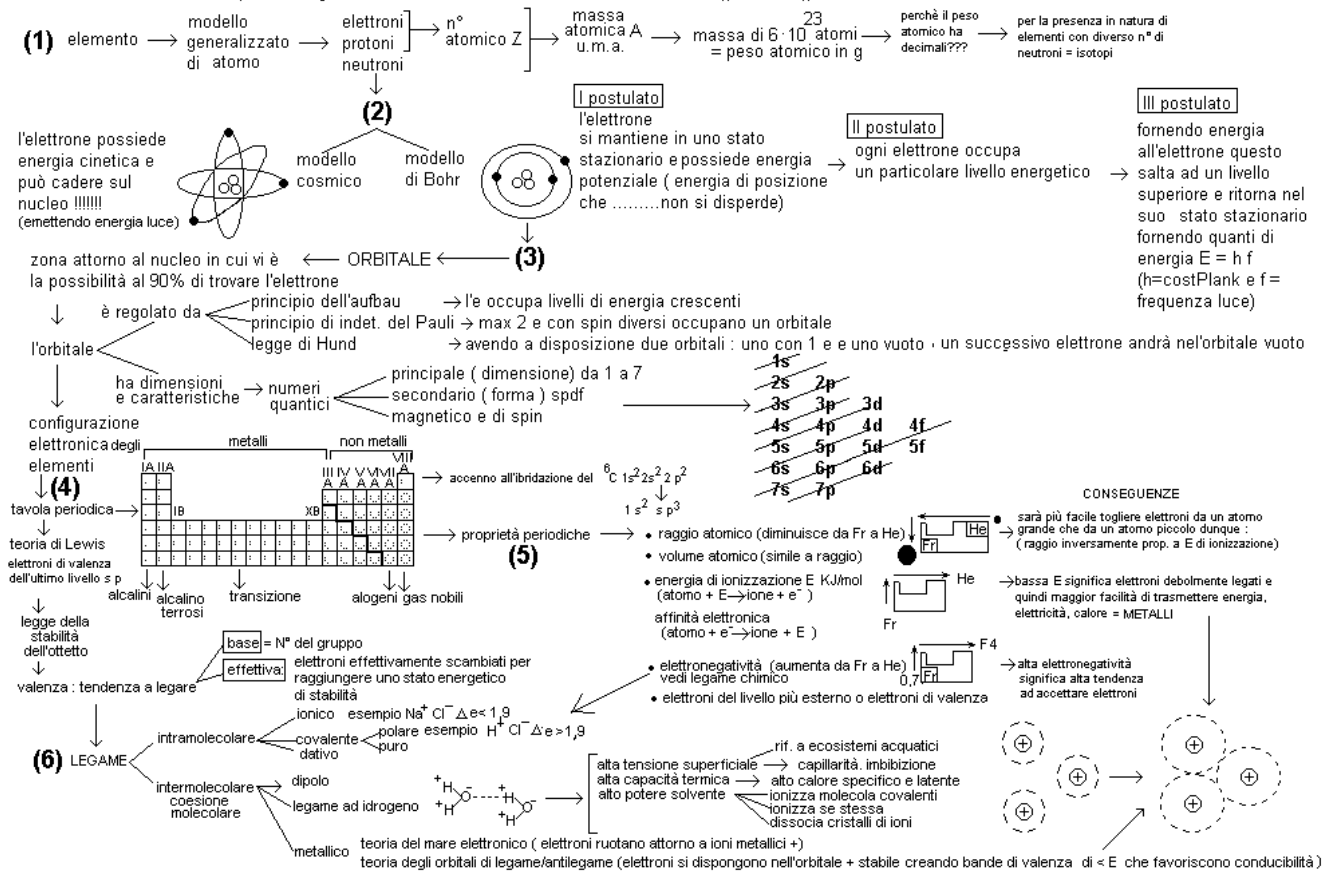 (1) elemento
modello
generalizzato
di atomo
elettroni
protoni
neutroni
n°
atomico Z
massa
atomica A
u.m.a.
23
massa di 6·10 atomi
= peso atomico in g
perchè il peso
atomico ha
decimali???
per la presenza in natura di
elementi con diverso n° di
neutroni = isotopi
(2)
l'elettrone possiede
energia cinetica e
può cadere sul
nucleo !!!!!!!
(emettendo energia luce)
modello
cosmico
modello
di Bohr
I postulato
l'elettrone
si mantiene in uno stato
stazionario e possiede energia
potenziale ( energia di posizione
che .........non si disperde)
II postulato
ogni elettrone occupa
un particolare livello energetico
III postulato
fornendo energia
all'elettrone questo
salta ad un livello
superiore e ritorna nel
suo stato stazionario
fornendo quanti di
energia E = h f
(h=costPlank e f =
frequenza luce)
(3)
ORBITALE
zona attorno al nucleo in cui vi è
la possibilità al 90% di trovare l'elettrone
l'orbitale
è regolato da
principio dell'aufbau
l'e occupa livelli di energia crescenti
principio di indet. del Pauli
max 2 e con spin diversi occupano un orbitale
legge di Hund
avendo a disposizione due orbitali : uno con 1 e e uno vuoto , un successivo elettrone andrà nel'orbitale vuoto
ha dimensioni
e caratteristiche
numeri
quantici
principale ( dimensione) da 1 a 7
secondario ( forma ) spdf
magnetico e di spin
1s
2s 2p
3s 3p 3d
4s 4p 4d 4f
5s 5p 5d 5f
6s 6p 6d
7s 7p
configurazione
elettronica degli
elementi
(4)
tavola periodica
metalli
non metalli
IA IIA
III IV V VI VII VIII
A A A A A A
IB XB
alcalini
alcalino
terrosi
transizione
alogeni gas nobili
accenno all'ibridazione del
6C 1s² 2s² 2 p²
1 s² s p³
teoria di Lewis
elettroni di valenza
dell'ultimo livello s p
legge della
stabilità
dell'ottetto
valenza : tendenza a legare
base = N° del gruppo
effettiva: elettroni effettivamente scambiati per
raggiungere uno stato energetico
di stabilità
proprietà periodiche
(5)
• raggio atomico (diminuisce da Fr a He)
• volume atomico (simile a raggio)
• energia di ionizzazione E KJ/mol
(atomo + E→ione + e⁻ )
affinità elettronica
(atomo + e⁻→ione + E )
• elettronegatività (aumenta da Fr a He)
vedi legame chimico
• elettroni del livello più esterno o elettroni di valenza
He
Fr
He
Fr
F4
0,7 Fr
CONSEGUENZE
sarà più facile togliere elettroni da un atomo
grande che da un atomo piccolo dunque :
( raggio inversamente prop. a E di ionizzazione)
bassa E significa elettroni debolmente legati e
quindi maggior facilità di trasmettere energia,
elettricità, calore = METALLI
alta elettronegatività
significa alta tendenza
ad accettare elettroni
(6) LEGAME
intramolecolare
ionico esempio Na⁺ Cl⁻ Δe< 1,9
covalente
dativo
polare esempio H⁺ Cl⁻ Δe>1,9
puro
intermolecolare
coesione
molecolare
dipolo
legame ad idrogeno
+H O⁻ ---- +H O⁻
+H +H
alta tensione superficiale
rif. a ecosistemi acquatici
capillarità. imbibizione
alta capacità termica
alto calore specifico e latente
alto potere solvente
ionizza molecola covalenti
ionizza se stessa
dissocia cristalli di ioni
metallico
teoria del mare elettronico ( elettroni ruotano attorno a ioni metallici +)
teoria degli orbitali di legame/antilegame (elettroni si dispongono nell'orbitale + stabile creando bande di valenza di < E che favoriscono conducibilità )
+ + +
+ + +